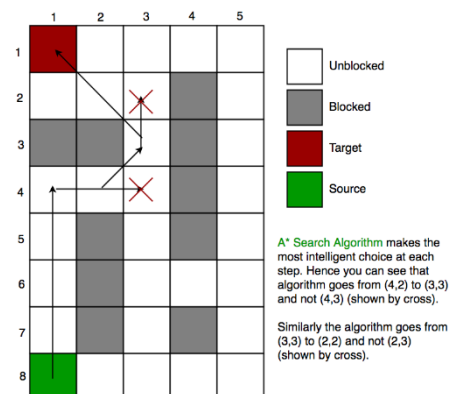 1 2 3 4 5
1
2
3
4
5
6
7
8
Unblocked
Blocked
Target
Source
A* Search Algorithm makes the
most intelligent choice at each
step. Hence you can see that
algorithm goes from (4,2) to (3,3)
and not (4,3) (shown by cross).
Similarly the algorithm goes from
(3,3) to (2,2) and not (2,3)
(shown by cross).